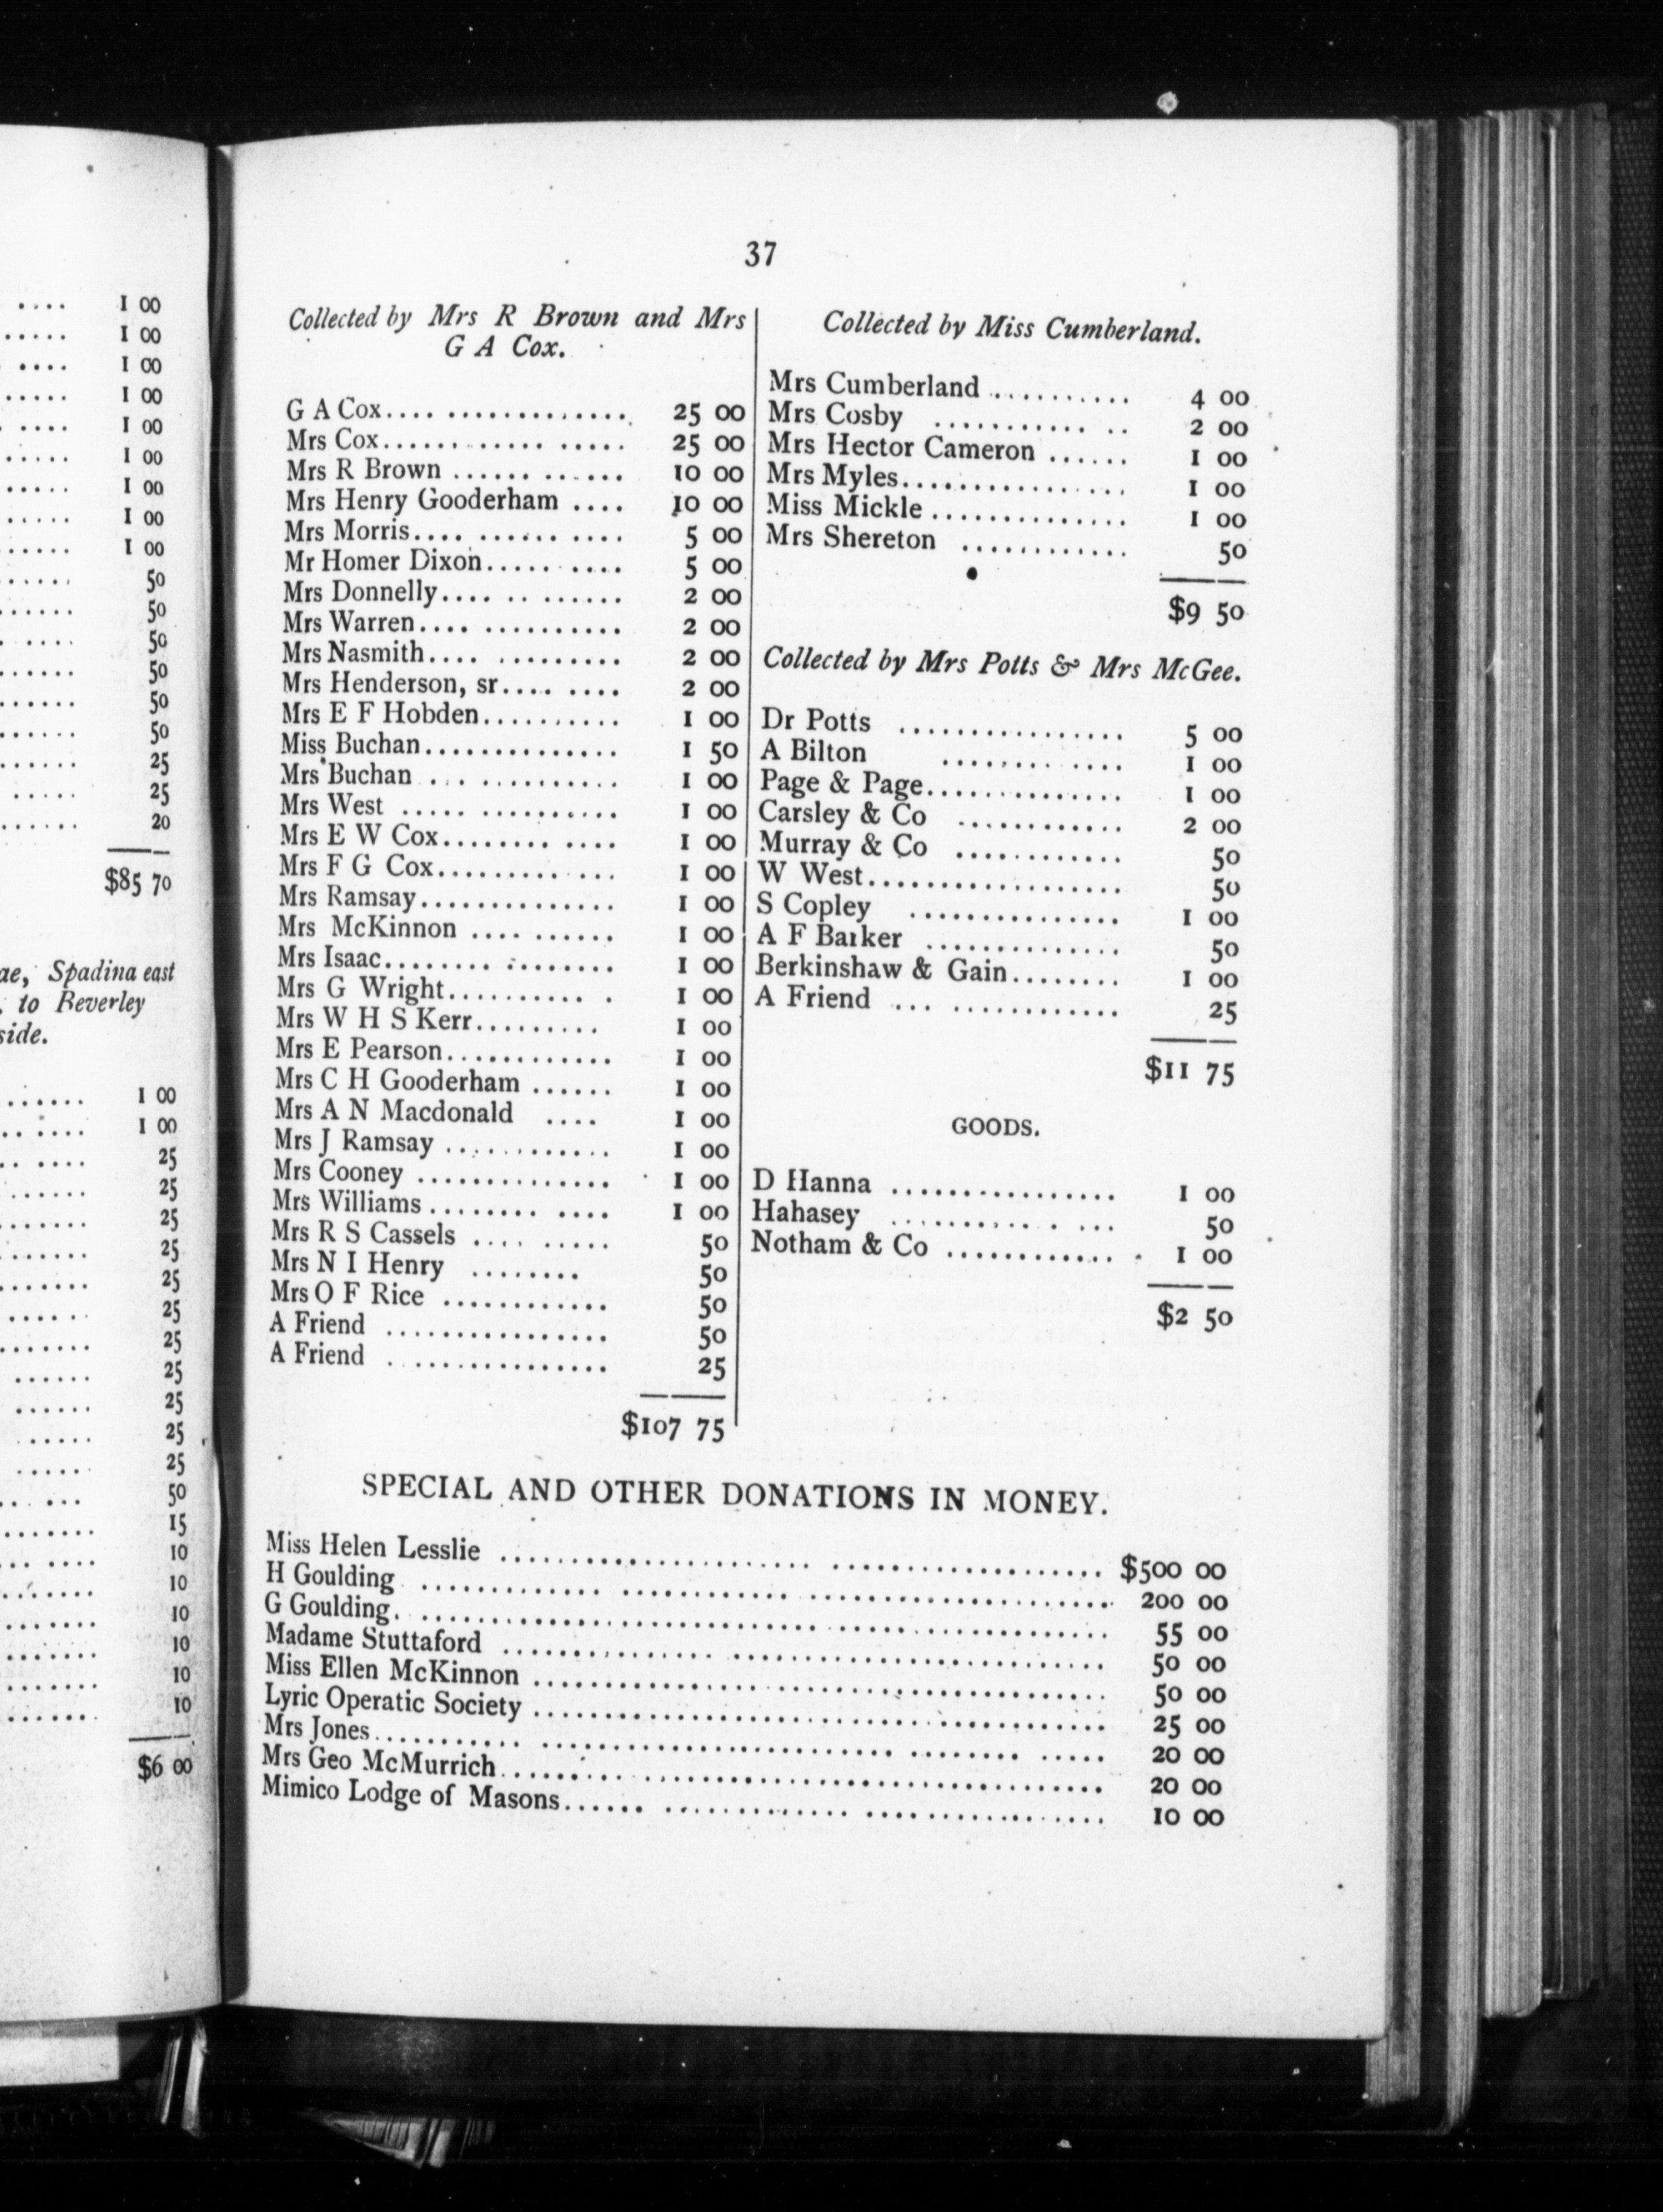 .... 1 00
..... 1 00
.... 1 00
..... 1 00
.... 1 00
..... 1 00
..... 1 00
..... 1 00
...... 1 00
...... 50
...... 50
. .... 50
...... 50
...... 50
...... 50
...... 25
..... 25
...... 20
$85 70
Spadina east
to Beverley
side.
...... 1 00
.. .... 1 00
.. .... 25
...... 25
...... 25
...... 25
...... 25
...... 25
....... 25
...... 25
...... 25
..... 25
..... 25
.. ... 50
....... 15
... .... 10
....... 10
....... 10
....... 10
....... 10
....... 10
$6 00
37
Collected by Mrs R Brown and Mrs
G A Cox.
G A Cox.... .............. 25 00
Mrs Cox...... ...... ..... 25 00
Mrs R Brown ...... ...... 10 00
Mrs Henry Gooderham .... 10 00
Mrs Morris.... ...... .... 5 00
Mr Homer Dixon..... .... 5 00
Mrs Donnelly.... .. ...... 2 00
Mrs Warren.... .......... 2 00
Mrs Nasmith.... ......... 2 00
Mrs Henderson, sr.... .... 2 00
Mrs E F Hobden.......... 1 00
Miss Buchan.............. 1 50
Mrs Buchan ... .......... 1 00
Mrs West ..... .......... 1 00
Mrs E W Cox........ .... 1 00
Mrs F G Cox.......... ... 1 00
Mrs Ramsay.............. 1 00
Mrs McKinnon .... ...... 1 00
Mrs Isaac........ ........ 1 00
Mrs G Wright.......... . 1 00
Mrs W H S Kerr......... 1 00
Mrs E Pearson............ 1 00
Mrs C H Gooderham ...... 1 00
Mrs A N Macdonald .... 1 00
Mrs J Ramsay ............ 1 00
Mrs Cooney .............. 1 00
Mrs Williams........ .... 1 00
Mrs R S Cassels .... ..... 50
Mrs N I Henry ........ 50
Mrs O F Rice ............ 50
A Friend ................ 50
A Friend ................ 25
$107 75
Collected by Miss Cumberland.
Mrs Cumberland ........... 4 00
Mrs Cosby ........... .. 2 00
Mrs Hector Cameron ...... 1 00
Mrs Myles................ 1 00
Miss Mickle .............. 1 00
Mrs Shereton ............ 50
$9 50
Collected by Mrs Potts & Mrs McGee.
Dr Potts ................ 5 00
A Bilton ......... .... 1 00
Page & Page.............. 1 00
Carsley & Co ............ 2 00
Murray & Co ............ 50
W West.................. 50
S Copley ................ 1 00
A F Barker .............. 50
Berkinshaw & Gain........ 1 00
A Friend ... ............ 25
$11 75
GOODS.
D Hanna ................ 1 00
Hahasey ........... . ... 50
Notham & Co ............ 1 00
$2 50
SPECIAL AND OTHER DONATIONS IN MONEY.
Miss Helen Lesslie ...................... ................... $500 00
H Goulding ............. ............ ..................... 200 00
G Goulding. ............................ ..... ............. 55 00
Madame Stuttaford ................ .......................... 50 00
Miss Ellen McKinnon ................ ....................... 50 00
Lyric Operatic Society ............................ ............ 25 00
Mrs Jones........... ......................... ........ ..... 20 00
Mrs Geo McMurrich......... ................................ 20 00
Mimico Lodge of Masons...... ............. ................. 10 00